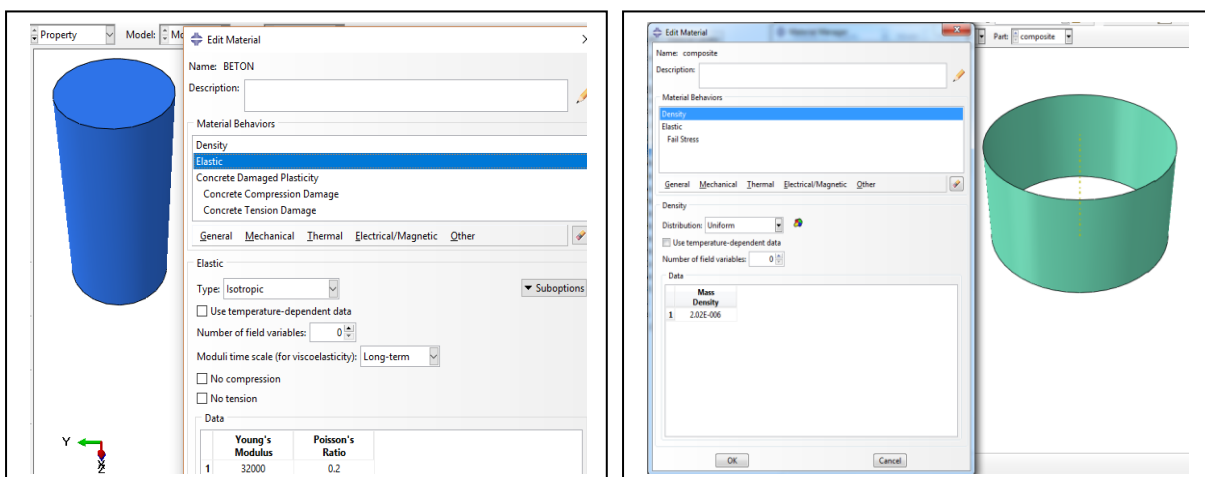 Property Model: Mo
Edit Material
Name: BETON
Description:
Material Behaviors
Density
Elastic
Concrete Damaged Plasticity
Concrete Compression Damage
Concrete Tension Damage
General Mechanical Thermal Electrical/Magnetic Other
Elastic
Type: Isotropic
Suboptions
Use temperature-dependent data
Number of field variables: 0
Moduli time scale (for viscoelasticity): Long-term
No compression
No tension
Data
Young's Poisson's
Modulus Ratio
1 32000 0.2
Y
Z
Edit Material
Part: composite
Name: composite
Description:
Material Behaviors
Density
Elastic
Fail Stress
General Mechanical Thermal Electrical/Magnetic Other
Density
Distribution: Uniform
Use temperature-dependent data
Number of field variables: 0
Data
Mass
Density
1 2.02E-006
OK Cancel